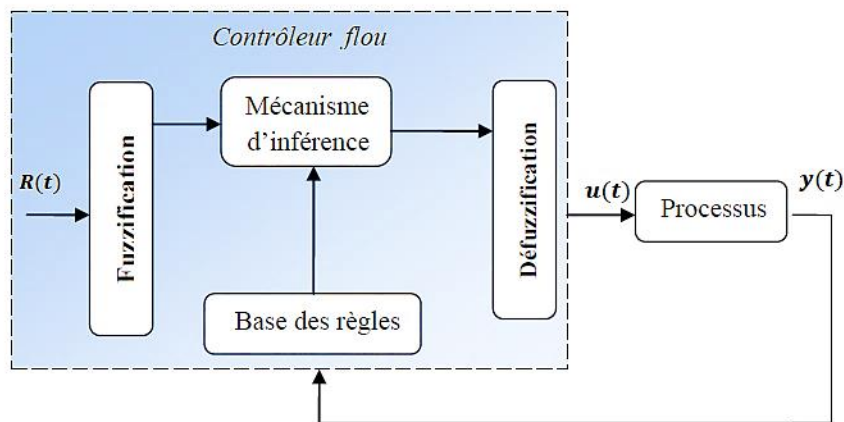 Contrôleur flou
Mécanisme
d'inférence
Fuzzification
Défuzzification
R(t)
u(t)
y(t)
Processus
Base des règles